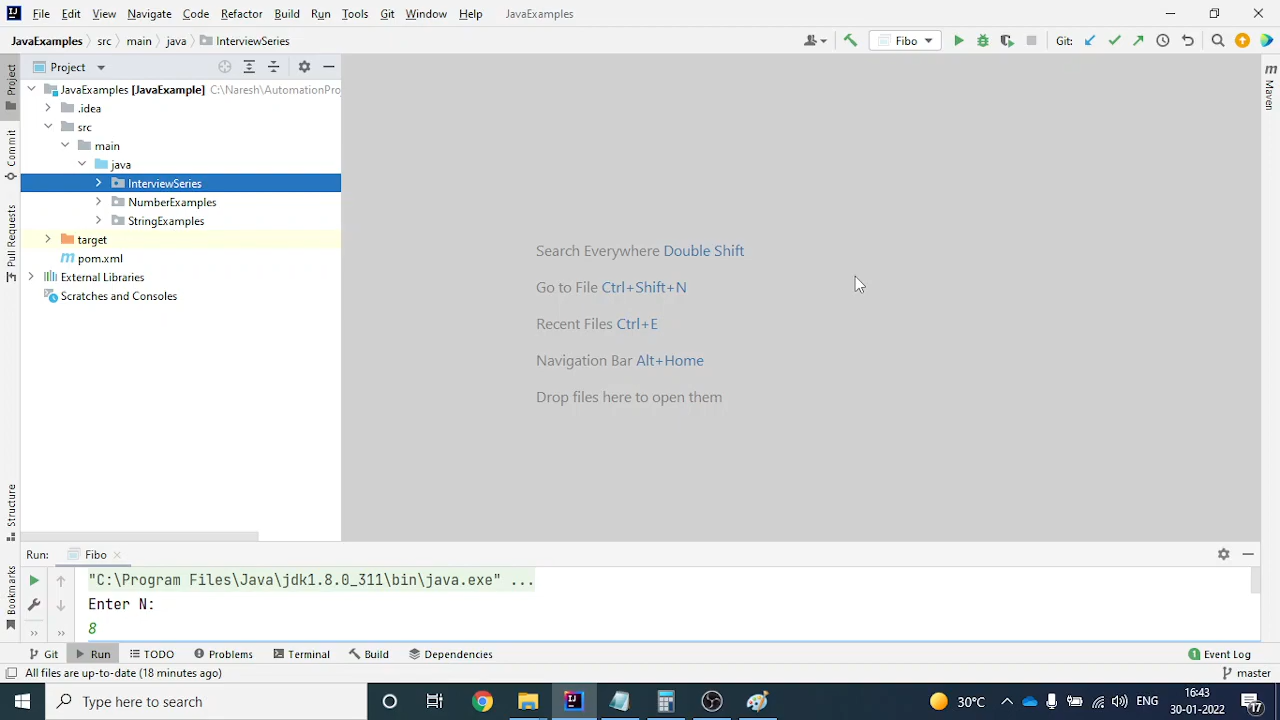 File Edit View Navigate Code Refactor Build Run Tools Git Window Help JavaExamples
JavaExamples src main java InterviewSeries Fibo Git:
Project
JavaExamples [JavaExample] C:\Naresh\AutomationPro
.idea
src
main
java
InterviewSeries
NumberExamples
StringExamples
target
pom.xml
External Libraries
Scratches and Consoles
Project
Commit
Pull Requests
Structure
Bookmarks
Maven
Search Everywhere Double Shift
Go to File Ctrl+Shift+N
Recent Files Ctrl+E
Navigation Bar Alt+Home
Drop files here to open them
Run: Fibo
"C:\Program Files\Java\jdk1.8.0_311\bin\java.exe" ...
Enter N:
8
Git Run TODO Problems Terminal Build Dependencies 1 Event Log
All files are up-to-date (18 minutes ago) master
Type here to search 30°C ENG 16:43
30-01-2022 17